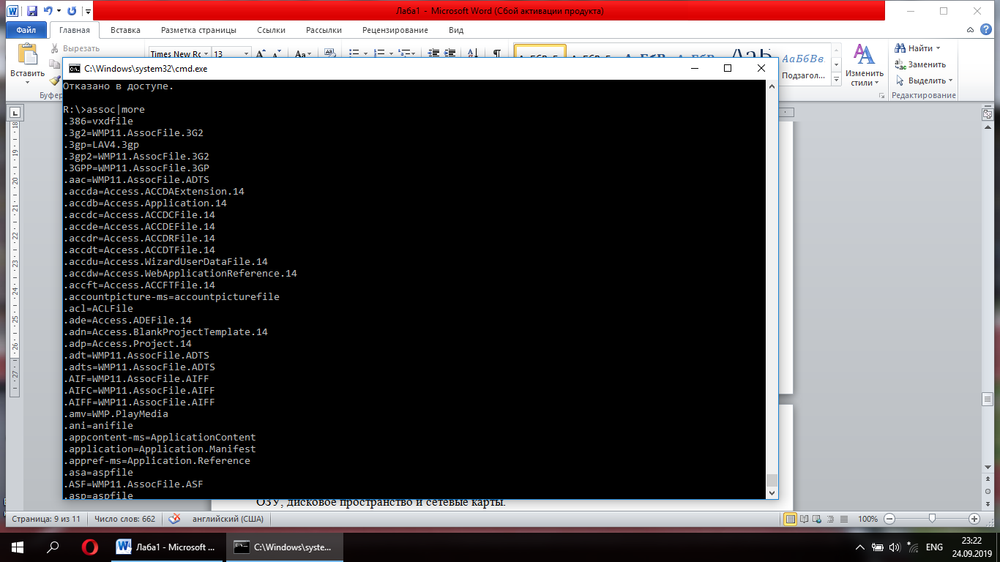 Лаба1 - Microsoft Word (Сбой активации продукта)
Файл Главная Вставка Разметка страницы Ссылки Рассылки Рецензирование Вид
Вырезать
Вставить
Times New Ro 13
Подзагол...
Изменить стили
Найти
Заменить
Выделить
Редактирование
C:\Windows\system32\cmd.exe
Отказано в доступе.
R:\>assoc|more
.386=vxdfile
.3g2=WMP11.AssocFile.3G2
.3gp=LAV4.3gp
.3gp2=WMP11.AssocFile.3G2
.3GPP=WMP11.AssocFile.3GP
.aac=WMP11.AssocFile.ADTS
.accda=Access.ACCDAExtension.14
.accdb=Access.Application.14
.accdc=Access.ACCDCFile.14
.accde=Access.ACCDEFile.14
.accdr=Access.ACCDRFile.14
.accdt=Access.ACCDTFile.14
.accdu=Access.WizardUserDataFile.14
.accdw=Access.WebApplicationReference.14
.accft=Access.ACCFTFile.14
.accountpicture-ms=accountpicturefile
.acl=ACLFile
.ade=Access.ADEFile.14
.adn=Access.BlankProjectTemplate.14
.adp=Access.Project.14
.adt=WMP11.AssocFile.ADTS
.adts=WMP11.AssocFile.ADTS
.AIF=WMP11.AssocFile.AIFF
.AIFC=WMP11.AssocFile.AIFF
.AIFF=WMP11.AssocFile.AIFF
.amv=WMP.PlayMedia
.ani=anifile
.appcontent-ms=ApplicationContent
.application=Application.Manifest
.appref-ms=Application.Reference
.asa=aspfile
.ASF=WMP11.AssocFile.ASF
.asp=aspfile
ОЗУ, дисковое пространство и сетевые карты.
Страница: 9 из 11 Число слов: 662 английский (США) 100%
Лаба1 - Microsoft ... C:\Windows\syste... ENG 23:22
24.09.2019